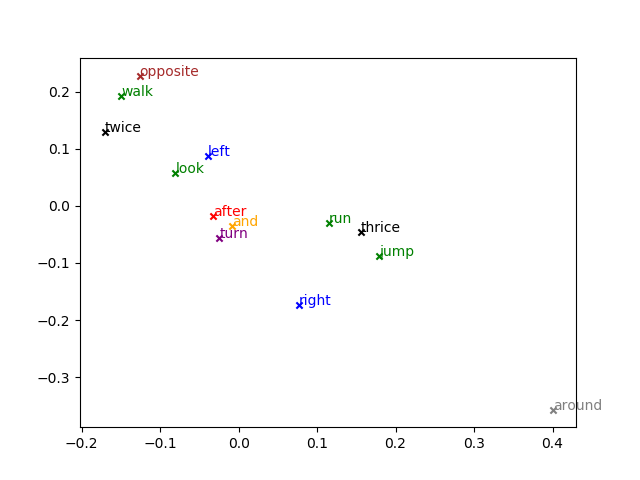 opposite
walk
0.2
twice
left
0.1
look
after
0.0
and
run
thrice
turn
jump
−0.1
right
−0.2
−0.3
around
−0.2 −0.1 0.0 0.1 0.2 0.3 0.4